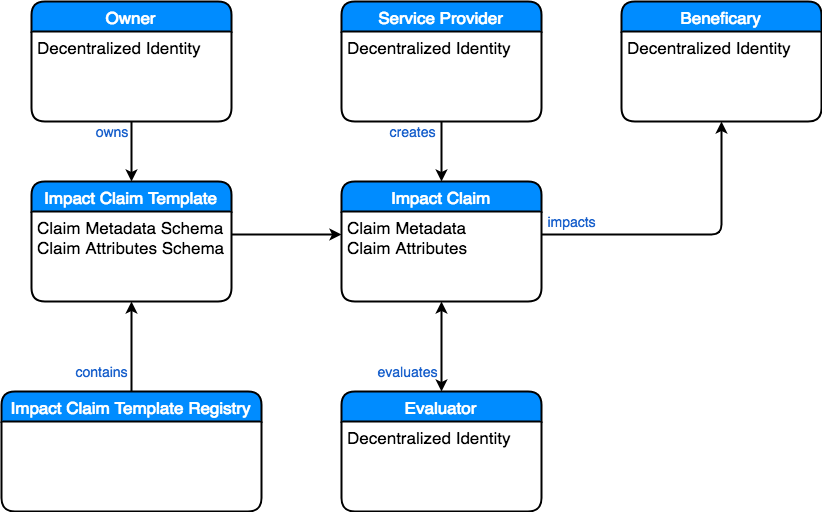 Owner
Decentralized Identity
Service Provider
Decentralized Identity
Beneficary
Decentralized Identity
owns
creates
Impact Claim Template
Claim Metadata Schema
Claim Attributes Schema
Impact Claim
Claim Metadata
Claim Attributes
impacts
contains
evaluates
Impact Claim Template Registry
Evaluator
Decentralized Identity